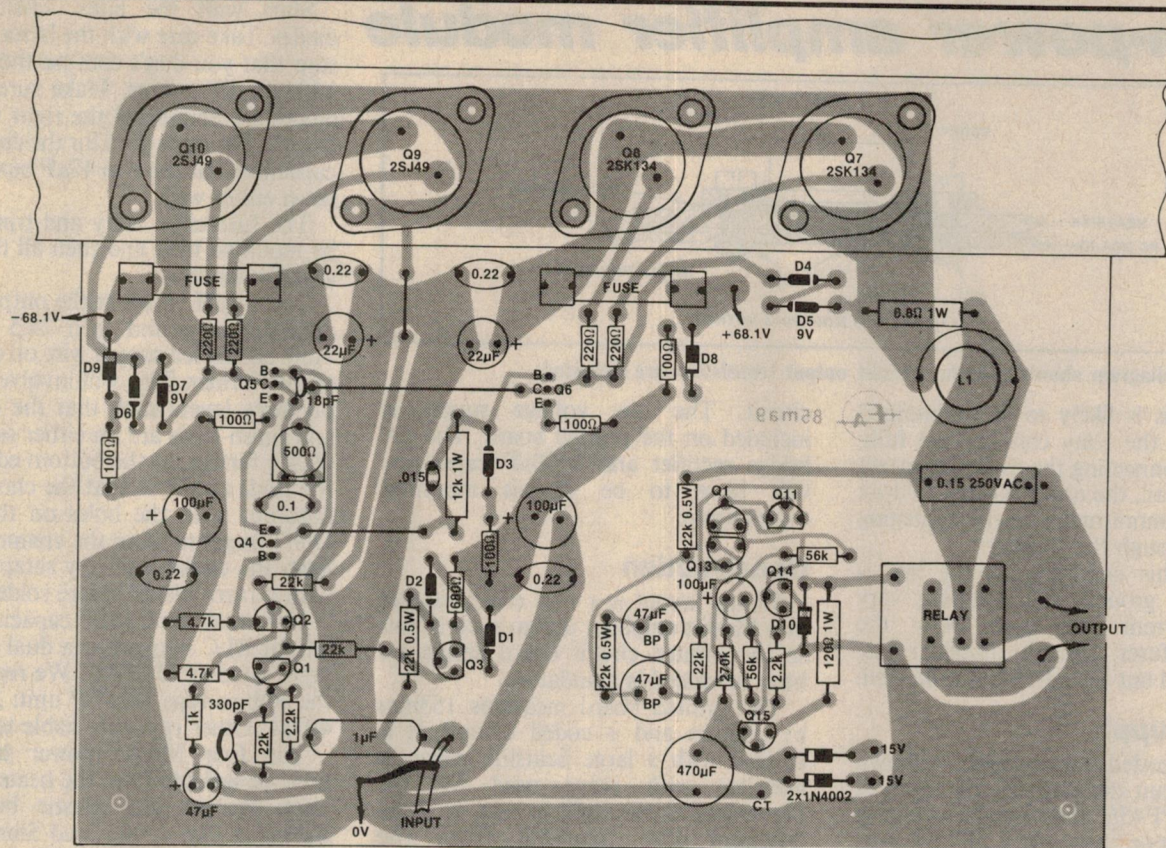 Q10
2SJ49
Q9
2SJ49
Q8
2SK134
Q7
2SK134
FUSE
0.22
0.22
FUSE
D4
D5
9V
6.8Ω 1W
-68.1V
+68.1V
220Ω
220Ω
22µF
+
22µF
+
220Ω
220Ω
100Ω
D8
D9
D6
D7
9V
B
Q5 C
E
18pF
B
C Q6
E
L1
100Ω
100Ω
100Ω
500Ω
.015
12k 1W
D3
0.15 250VAC
+
100µF
0.1
+
100µF
100Ω
22k 0.5W
Q1
Q11
E
Q4 C
B
Q13
56k
0.22
22k
D2
680Ω
0.22
100µF
+
Q14
D10
120Ω 1W
RELAY
4.7k
Q2
22k 0.5W
D1
47µF
BP
OUTPUT
22k
Q3
22k 0.5W
4.7k
Q1
47µF
BP
22k
270k
56k
2.2k
1k
330pF
22k
2.2k
1µF
Q15
15V
+
47µF
470µF
15V
2x1N4002
CT
0V
INPUT
EA
85ma9